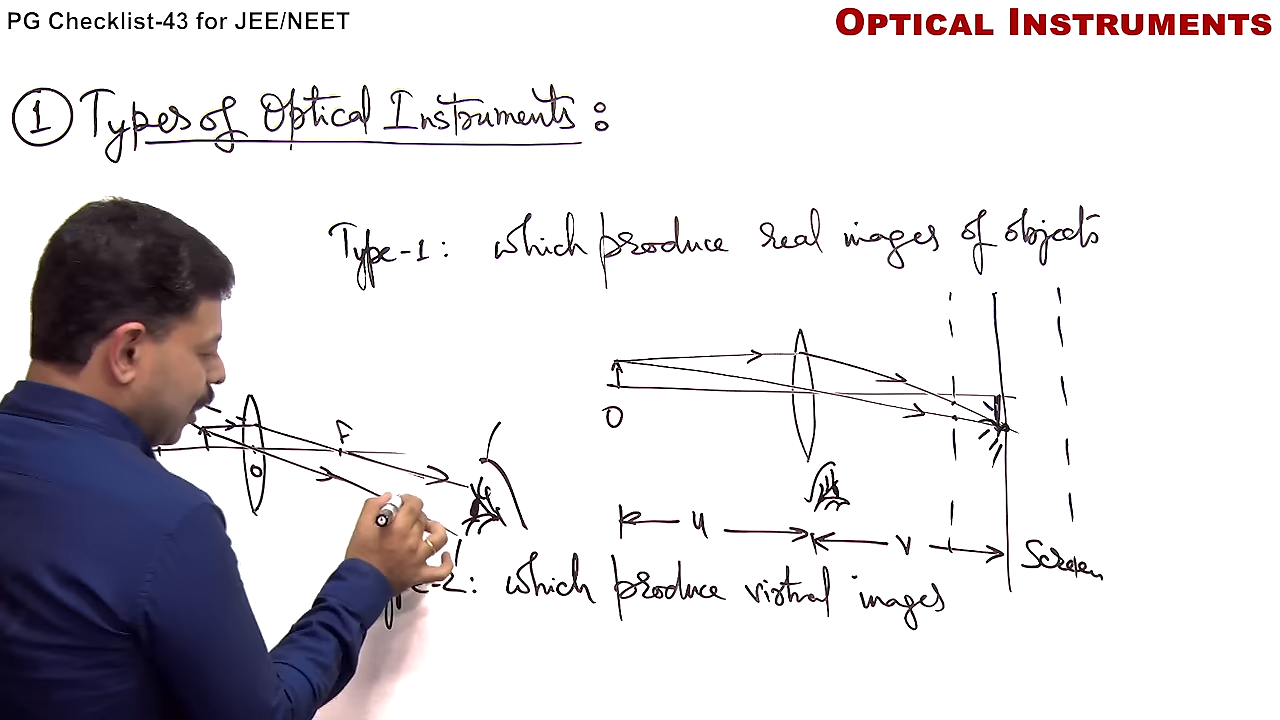 PG Checklist-43 for JEE/NEET
OPTICAL INSTRUMENTS
1 Types of Optical Instruments :
Type-1 : which produce real images of objects
F
O
O
u
v
Screen
-2 : which produce virtual images